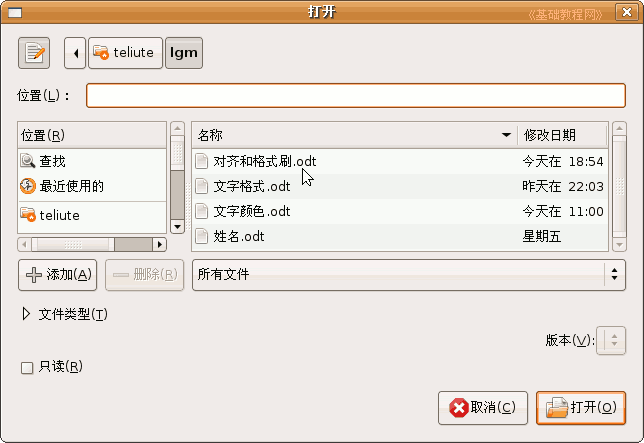 打开
《基础教程网》
teliute lgm
位置(L)：
位置(R)
查找
最近使用的
teliute
名称 修改日期
对齐和格式刷.odt 今天在 18:54
文字格式.odt 昨天在 22:03
文字颜色.odt 今天在 11:00
姓名.odt 星期五
添加(A) 删除(R) 所有文件
文件类型(T)
版本(V):
只读(R)
取消(C) 打开(O)